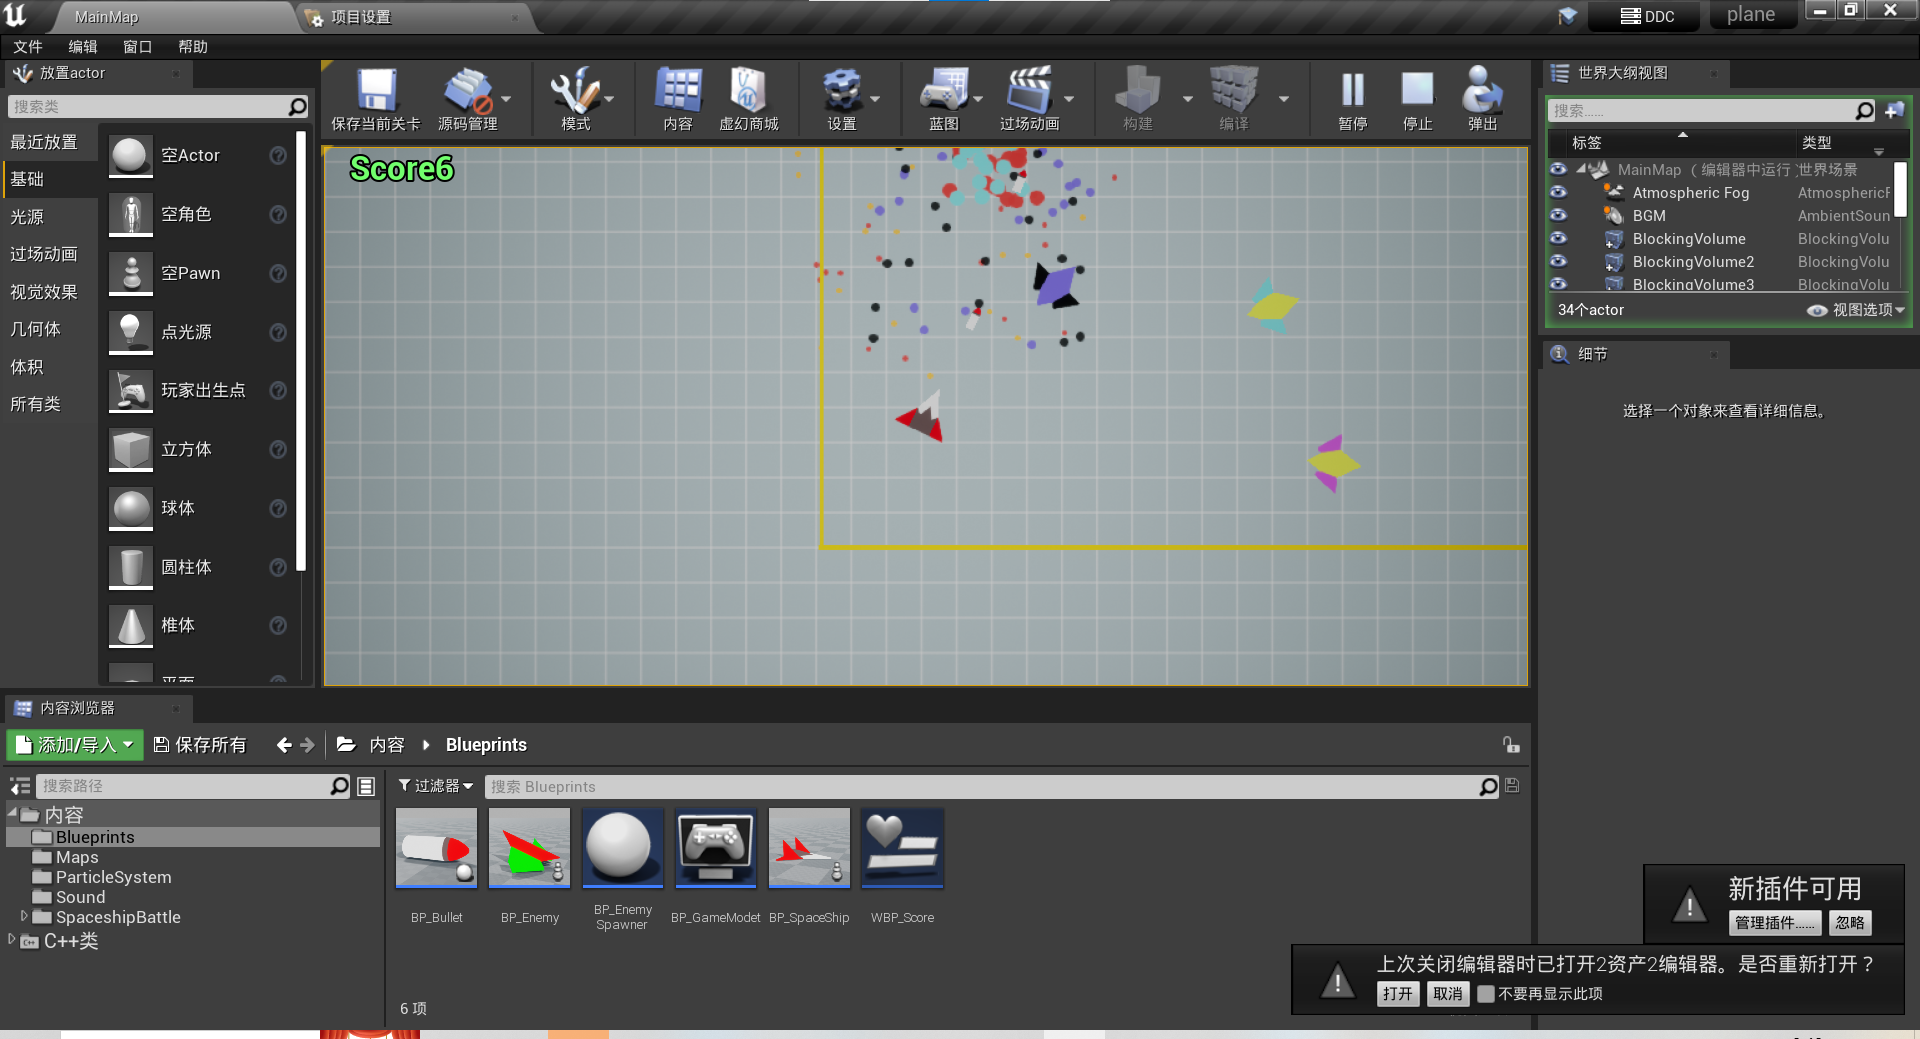 MainMap
项目设置
DDC
plane
文件 编辑 窗口 帮助
放置actor
搜索类
最近放置
基础
光源
过场动画
视觉效果
几何体
体积
所有类
空Actor
空角色
空Pawn
点光源
玩家出生点
立方体
球体
圆柱体
椎体
平面
保存当前关卡
源码管理
模式
内容
虚幻商城
设置
蓝图
过场动画
构建
编译
暂停
停止
弹出
Score6
世界大纲视图
搜索......
标签 类型
MainMap （编辑器中运行） 世界场景
Atmospheric Fog AtmosphericF
BGM AmbientSoun
BlockingVolume BlockingVolu
BlockingVolume2 BlockingVolu
BlockingVolume3 BlockingVolu
34个actor
视图选项
细节
选择一个对象来查看详细信息。
内容浏览器
添加/导入
保存所有
内容
Blueprints
搜索路径
过滤器
搜索 Blueprints
内容
Blueprints
Maps
ParticleSystem
Sound
SpaceshipBattle
C++类
BP_Bullet
BP_Enemy
BP_Enemy
Spawner
BP_GameModet
BP_SpaceShip
WBP_Score
6 项
新插件可用
管理插件......
忽略
上次关闭编辑器时已打开2资产2编辑器。是否重新打开？
打开
取消
不要再显示此项